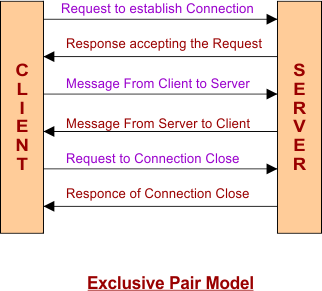 Request to establish Connection
Response accepting the Request
CLIENT
SERVER
Message From Client to Server
Message From Server to Client
Request to Connection Close
Responce of Connection Close
Exclusive Pair Model